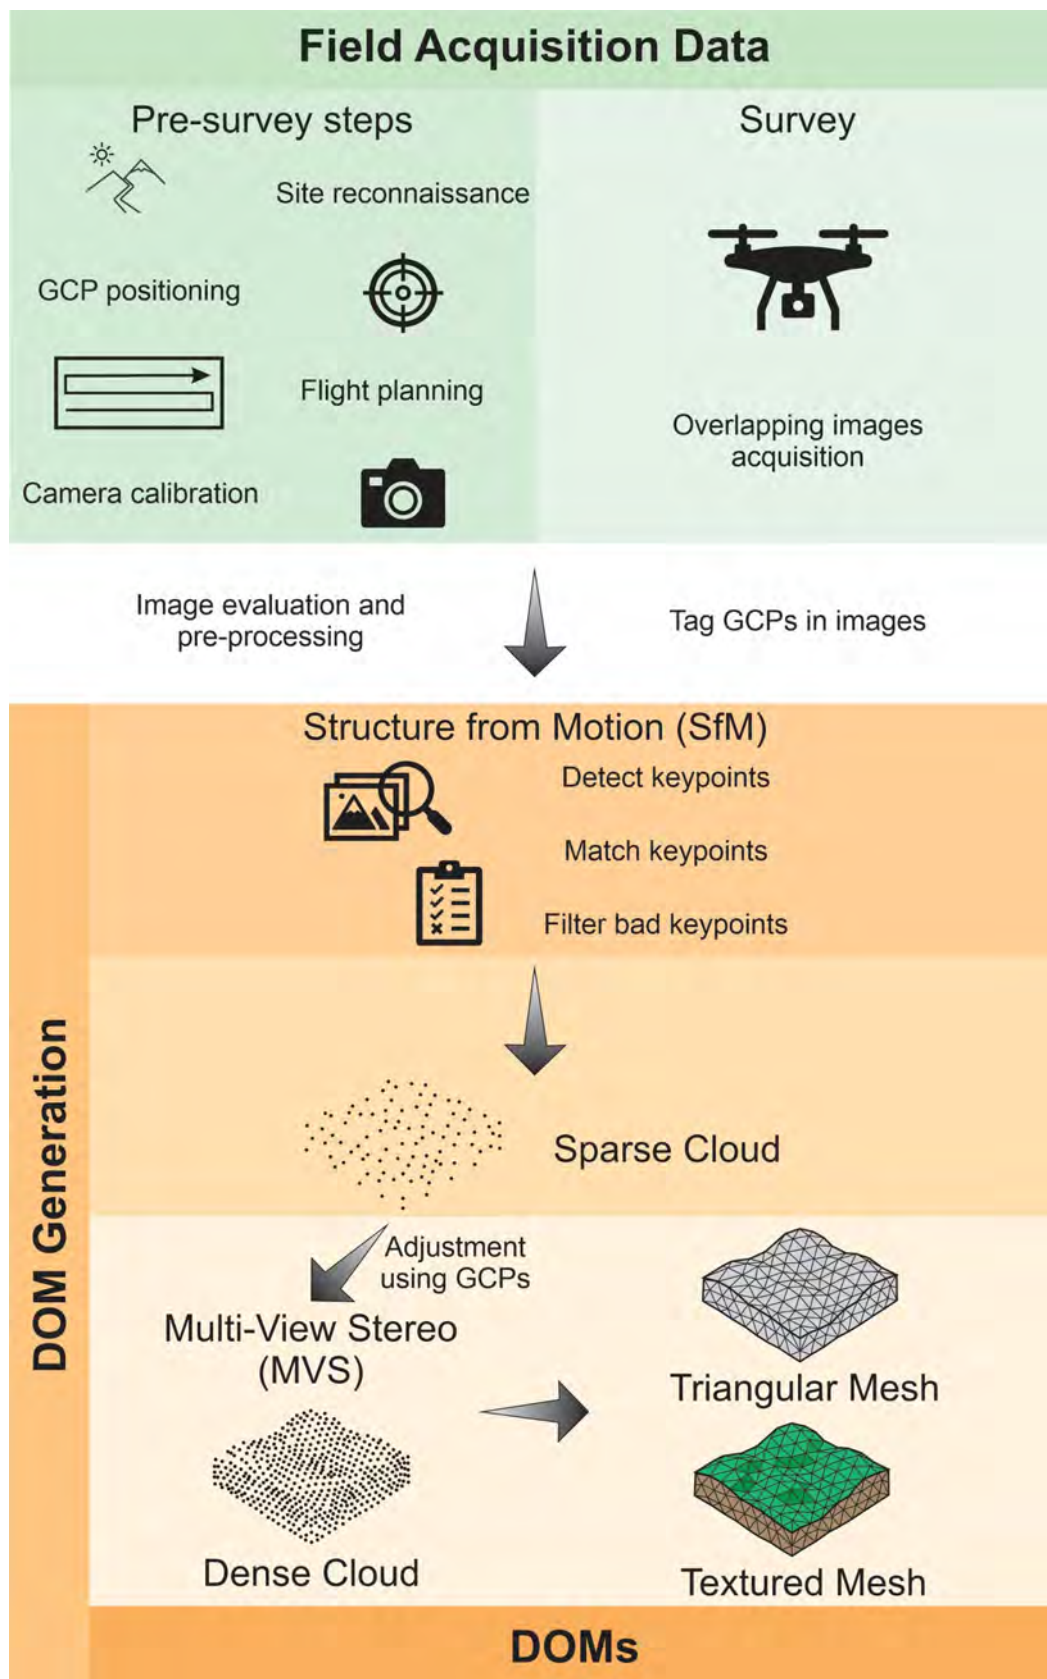 Field Acquisition Data
Pre-survey steps
Survey
Site reconnaissance
GCP positioning
Flight planning
Camera calibration
Overlapping images
acquisition
Image evaluation and
pre-processing
Tag GCPs in images
DOM Generation
Structure from Motion (SfM)
Detect keypoints
Match keypoints
Filter bad keypoints
Sparse Cloud
Adjustment
using GCPs
Multi-View Stereo
(MVS)
Dense Cloud
Triangular Mesh
Textured Mesh
DOMs